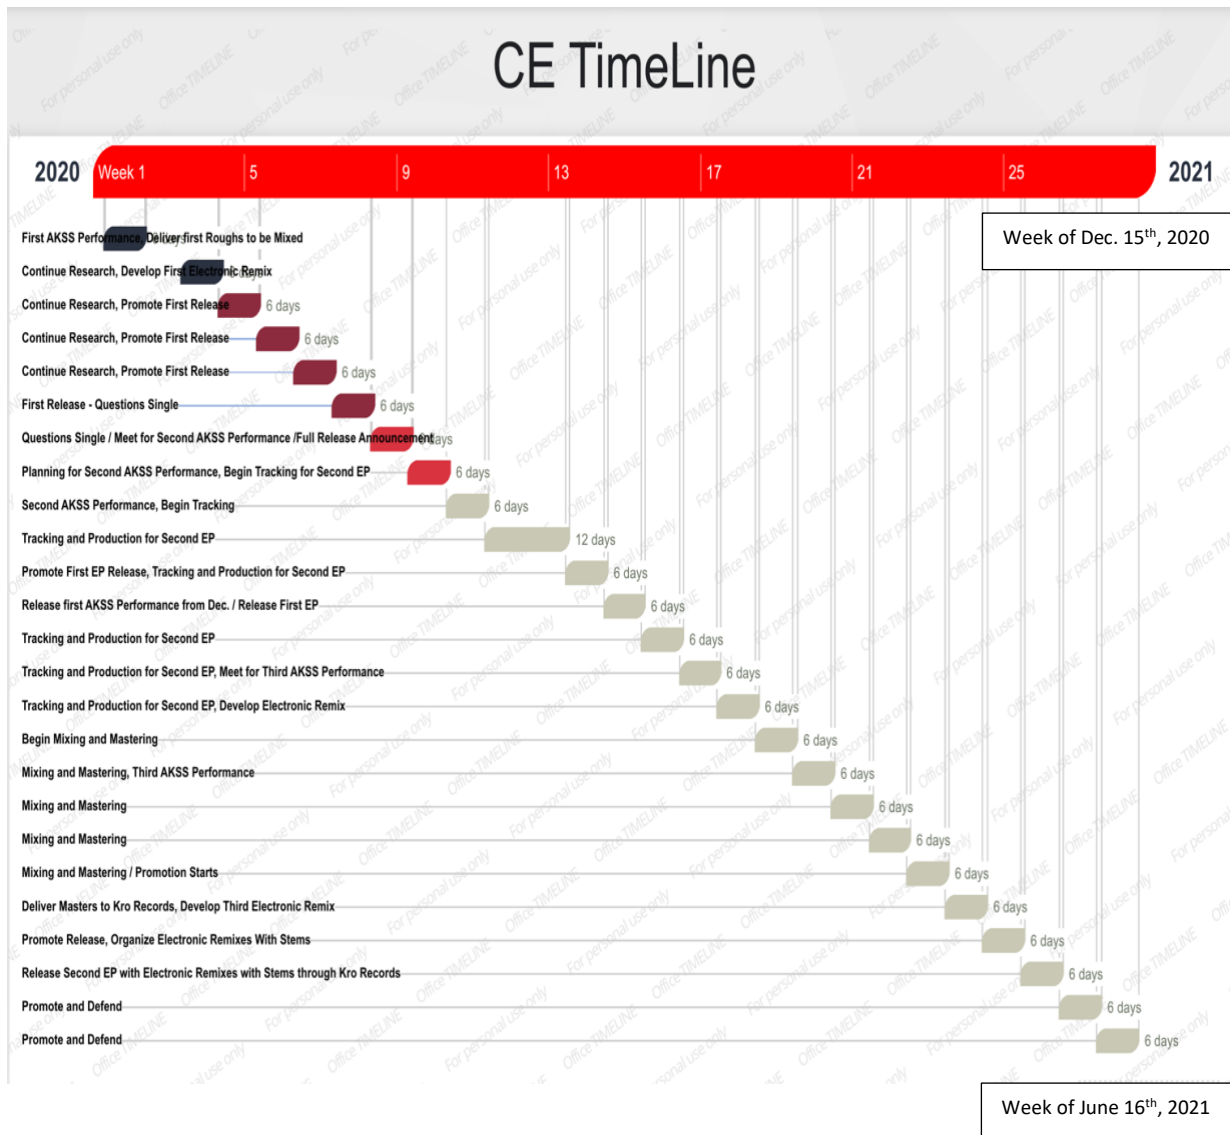 CE TimeLine
2020 Week 1 5 9 13 17 21 25 2021
Week of Dec. 15th, 2020
First AKSS Performance, Deliver first Roughs to be Mixed
Continue Research, Develop First Electronic Remix
Continue Research, Promote First Release 6 days
Continue Research, Promote First Release 6 days
Continue Research, Promote First Release 6 days
First Release - Questions Single 6 days
Questions Single / Meet for Second AKSS Performance /Full Release Announcement
Planning for Second AKSS Performance, Begin Tracking for Second EP 6 days
Second AKSS Performance, Begin Tracking 6 days
Tracking and Production for Second EP 12 days
Promote First EP Release, Tracking and Production for Second EP 6 days
Release first AKSS Performance from Dec. / Release First EP 6 days
Tracking and Production for Second EP 6 days
Tracking and Production for Second EP, Meet for Third AKSS Performance 6 days
Tracking and Production for Second EP, Develop Electronic Remix 6 days
Begin Mixing and Mastering 6 days
Mixing and Mastering, Third AKSS Performance 6 days
Mixing and Mastering 6 days
Mixing and Mastering 6 days
Mixing and Mastering / Promotion Starts 6 days
Deliver Masters to Kro Records, Develop Third Electronic Remix 6 days
Promote Release, Organize Electronic Remixes With Stems 6 days
Release Second EP with Electronic Remixes with Stems through Kro Records 6 days
Promote and Defend 6 days
Promote and Defend 6 days
Week of June 16th, 2021
For personal use only
Office TIMELINE